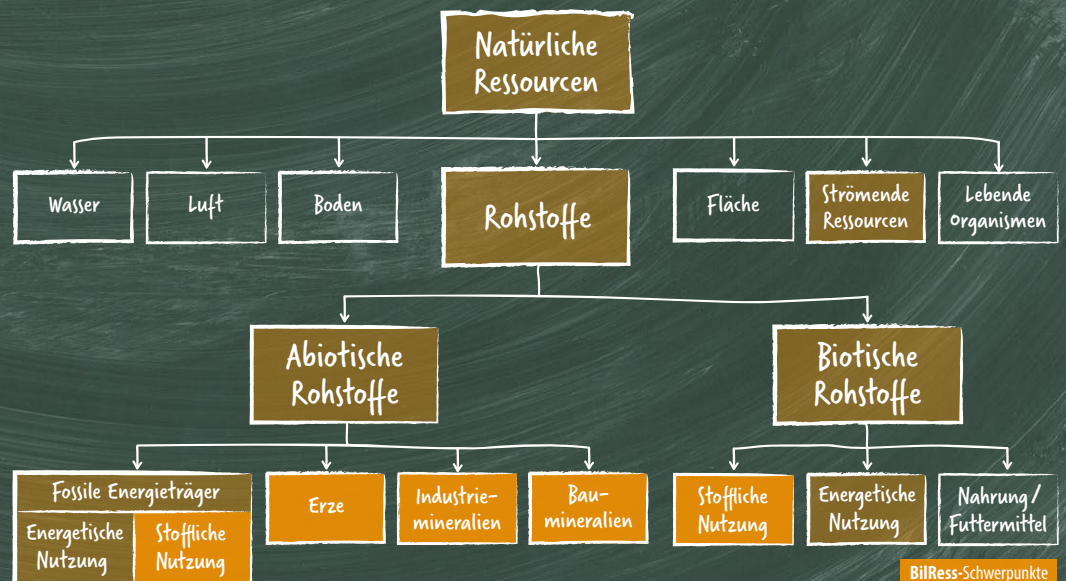 Natürliche
Ressourcen
Wasser
Luft
Boden
Rohstoffe
Fläche
Strömende
Ressourcen
Lebende
Organismen
Abiotische
Rohstoffe
Biotische
Rohstoffe
Fossile Energieträger
Energetische
Nutzung
Stoffliche
Nutzung
Erze
Industrie-
mineralien
Bau-
mineralien
Stoffliche
Nutzung
Energetische
Nutzung
Nahrung/
Futtermittel
BilRess-Schwerpunkte